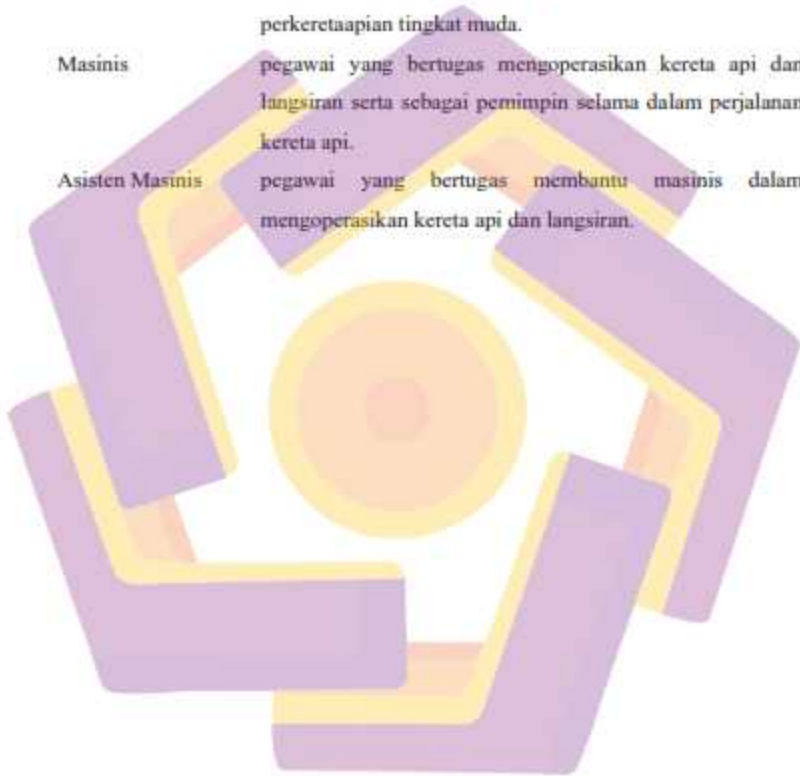 perkeretaapian tingkat muda.
Masinis pegawai yang bertugas mengoperasikan kereta api dan
langsiran serta sebagai pemimpin selama dalam perjalanan
kereta api.
Asisten Masinis pegawai yang bertugas membantu masinis dalam
mengoperasikan kereta api dan langsiran.